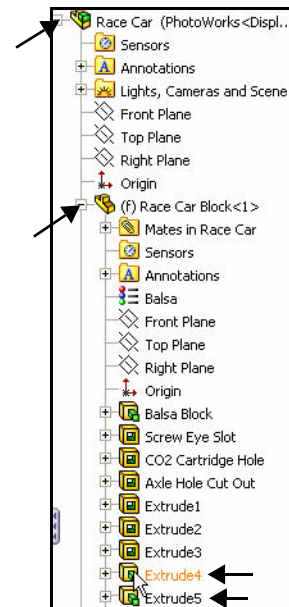 Race Car (PhotoWorks<Displ..
Sensors
Annotations
Lights, Cameras and Scene
Front Plane
Top Plane
Right Plane
Origin
(f) Race Car Block<1>
Mates in Race Car
Sensors
Annotations
Balsa
Front Plane
Top Plane
Right Plane
Origin
Balsa Block
Screw Eye Slot
CO2 Cartridge Hole
Axle Hole Cut Out
Extrude1
Extrude2
Extrude3
Extrude4
Extrude5